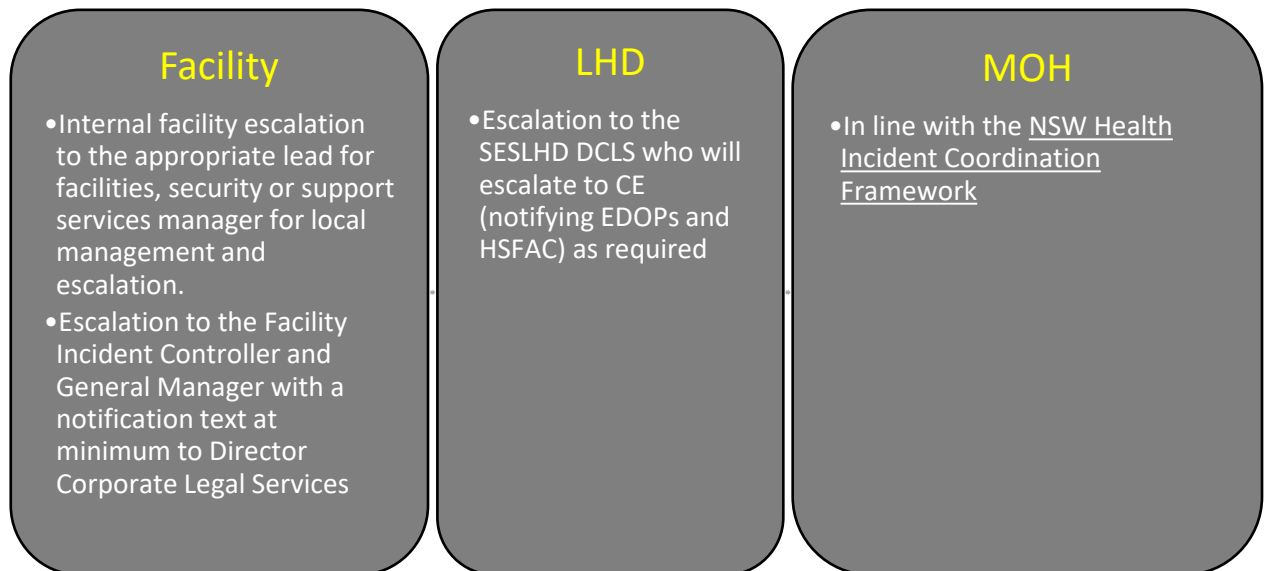 Facility
•Internal facility escalation
to the appropriate lead for
facilities, security or support
services manager for local
management and
escalation.
•Escalation to the Facility
Incident Controller and
General Manager with a
notification text at
minimum to Director
Corporate Legal Services
LHD
•Escalation to the
SESLHD DCLS who will
escalate to CE
(notifying EDOPs and
HSFAC) as required
MOH
•In line with the NSW Health
Incident Coordination
Framework